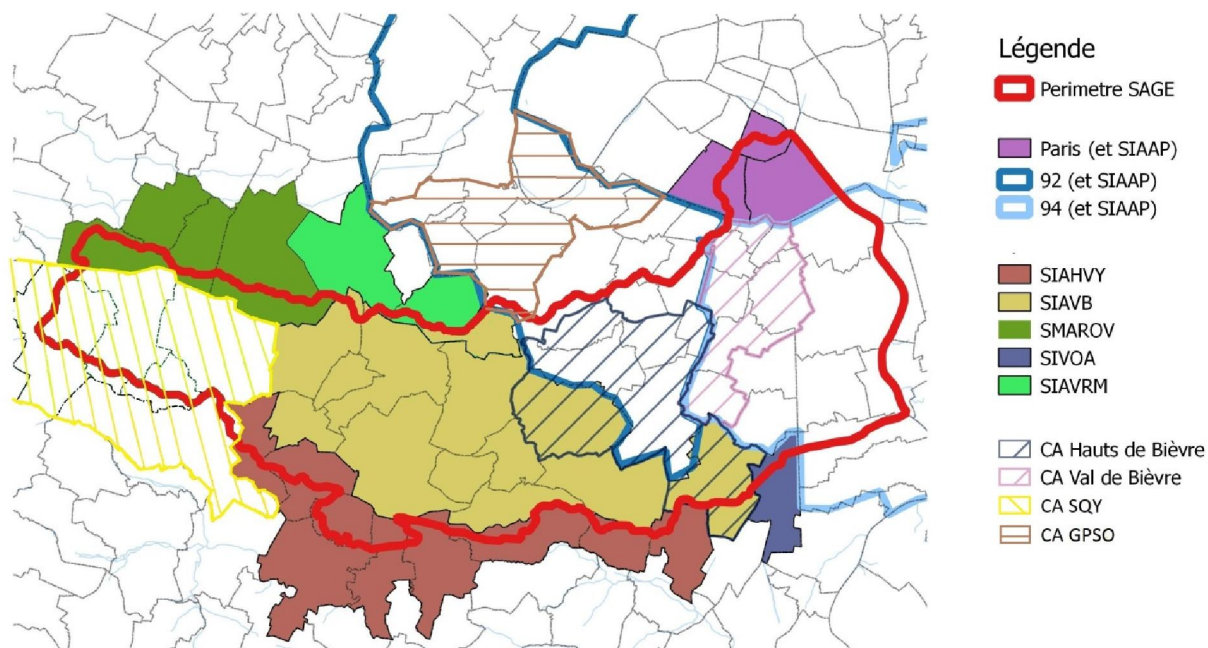 Légende
Perimetre SAGE
Paris (et SIAAP)
92 (et SIAAP)
94 (et SIAAP)
SIAHVY
SIAVB
SMAROV
SIVOA
SIAVRM
CA Hauts de Bièvre
CA Val de Bièvre
CA SQY
CA GPSO